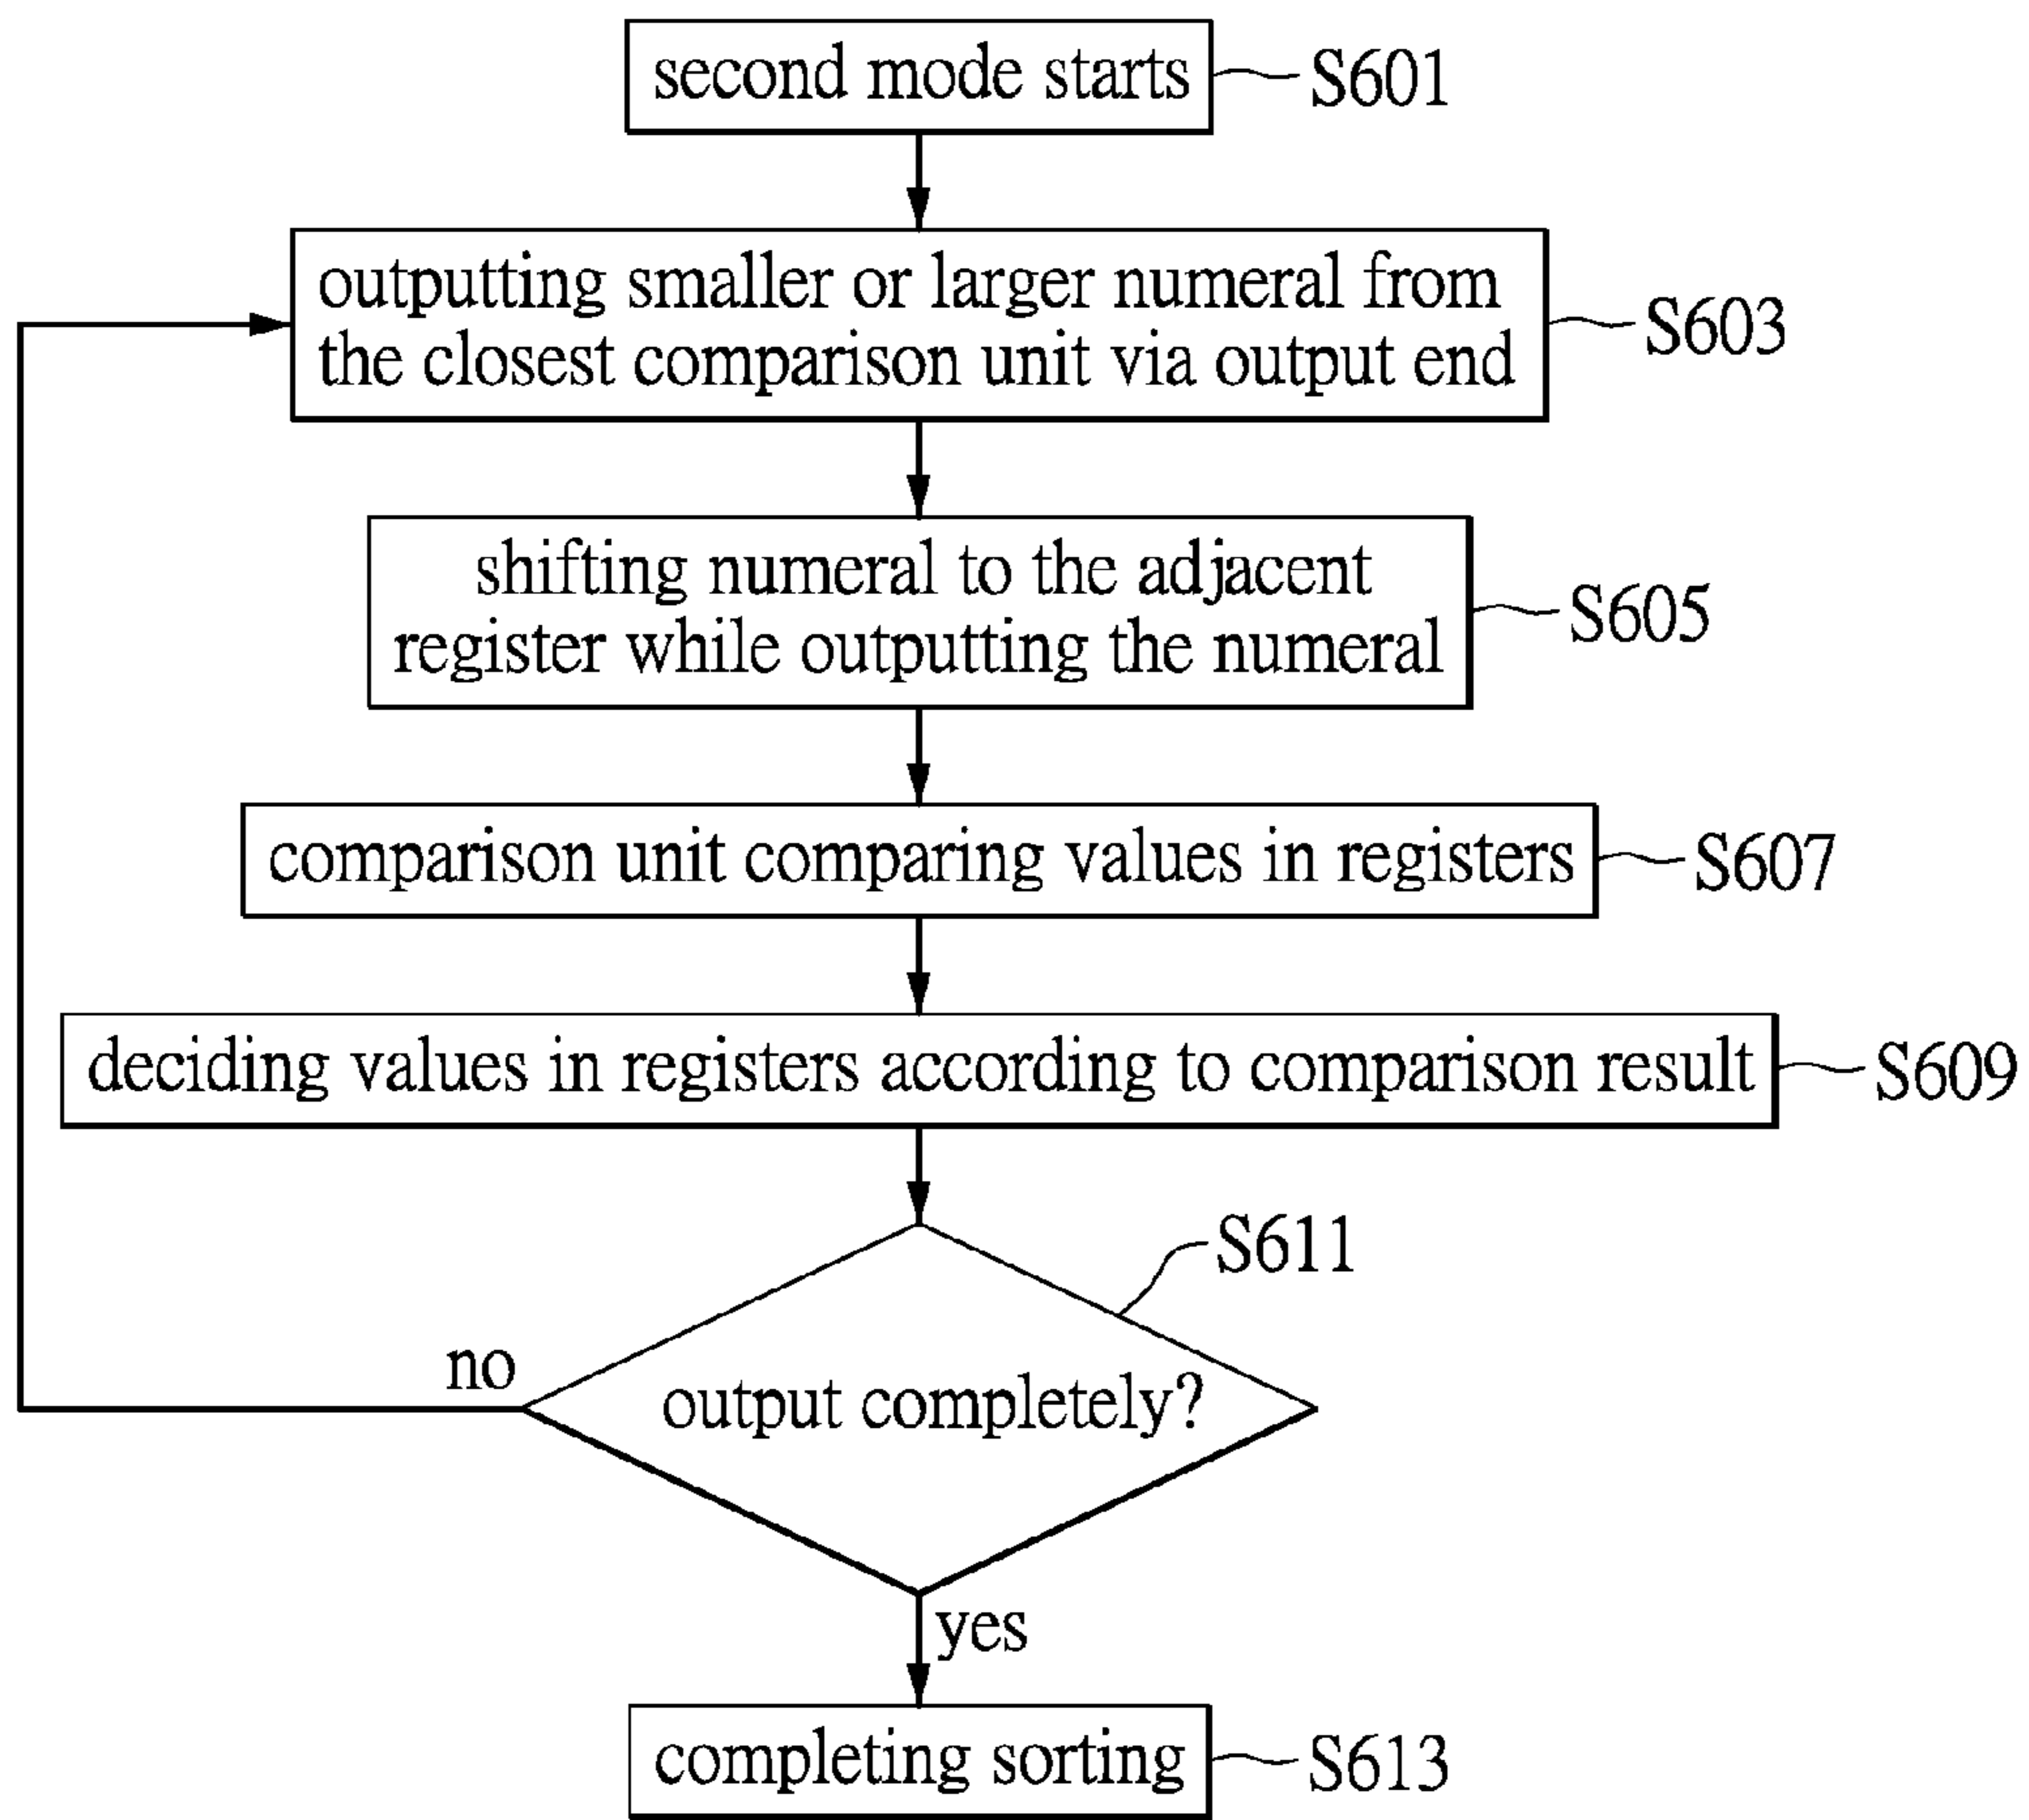 second mode starts
S601
outputting smaller or larger numeral from
the closest comparison unit via output end
S603
shifting numeral to the adjacent
register while outputting the numeral
S605
comparison unit comparing values in registers
S607
deciding values in registers according to comparison result
S609
S611
no
output completely?
yes
completing sorting
S613